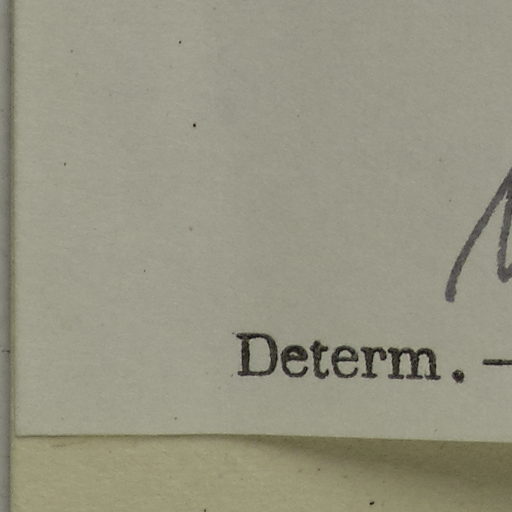 Determ. —